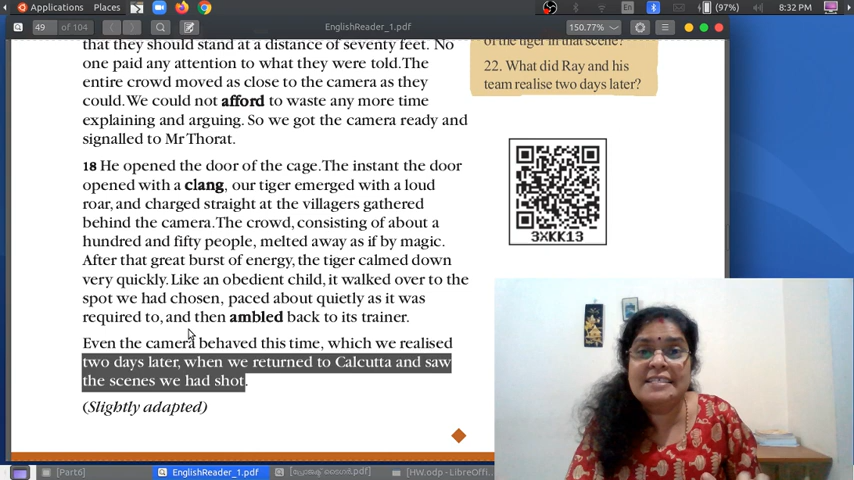 Applications
Places
En
(97%)
8:32 PM
49
of 104
EnglishReader_1.pdf
150.77%
that they should stand at a distance of seventy feet. No
one paid any attention to what they were told.The
entire crowd moved as close to the camera as they
could.We could not afford to waste any more time
explaining and arguing. So we got the camera ready and
signalled to Mr Thorat.
18 He opened the door of the cage.The instant the door
opened with a clang, our tiger emerged with a loud
roar, and charged straight at the villagers gathered
behind the camera.The crowd, consisting of about a
hundred and fifty people, melted away as if by magic.
After that great burst of energy, the tiger calmed down
very quickly. Like an obedient child, it walked over to the
spot we had chosen, paced about quietly as it was
required to, and then ambled back to its trainer.
Even the camera behaved this time, which we realised
two days later, when we returned to Calcutta and saw
the scenes we had shot.
(Slightly adapted)
of the tiger in that scene?
22. What did Ray and his
team realise two days later?
3XKK13
[Part6]
EnglishReader_1.pdf
[HW.odp - LibreOffi...